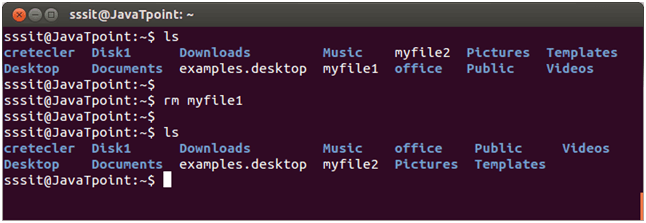 sssit@JavaTpoint: ~
sssit@JavaTpoint:~$ ls
cretecler Disk1 Downloads Music myfile2 Pictures Templates
Desktop Documents examples.desktop myfile1 office Public Videos
sssit@JavaTpoint:~$
sssit@JavaTpoint:~$ rm myfile1
sssit@JavaTpoint:~$
sssit@JavaTpoint:~$ ls
cretecler Disk1 Downloads Music office Public Videos
Desktop Documents examples.desktop myfile2 Pictures Templates
sssit@JavaTpoint:~$